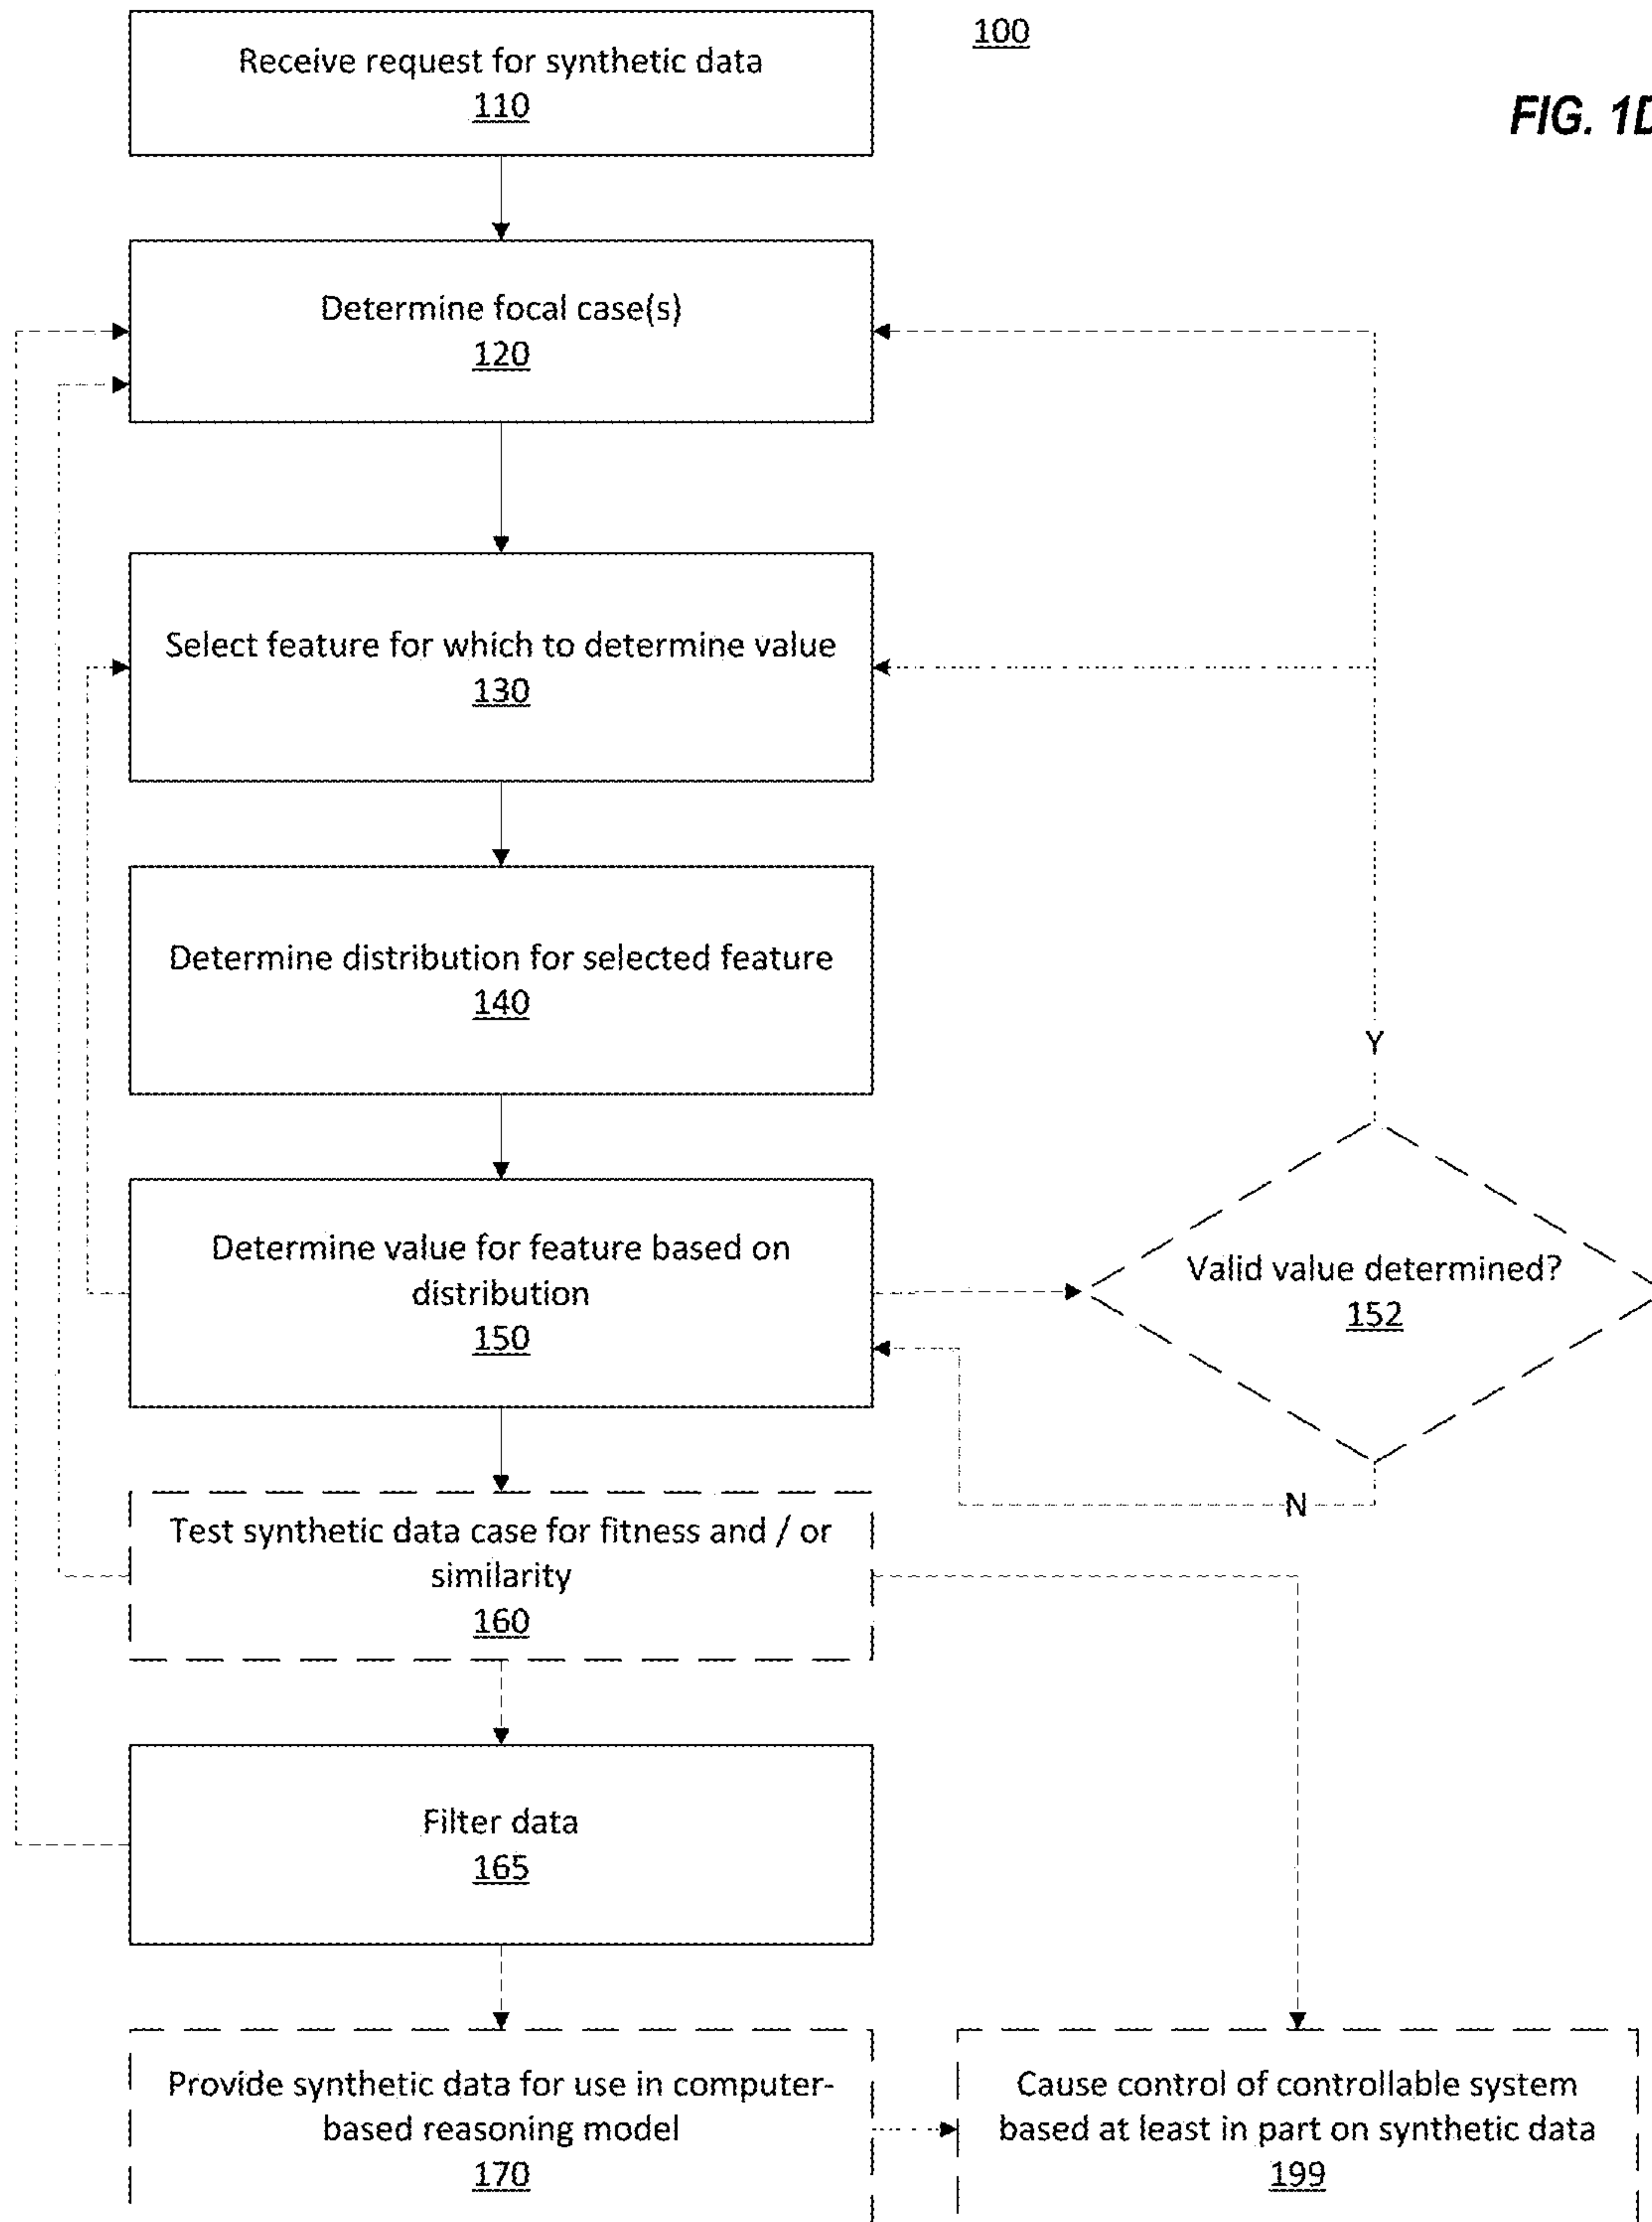 100
FIG. 1D
Receive request for synthetic data
110
Determine focal case(s)
120
Select feature for which to determine value
130
Determine distribution for selected feature
140
Y
Determine value for feature based on
distribution
150
Valid value determined?
152
N
Test synthetic data case for fitness and / or
similarity
160
Filter data
165
Provide synthetic data for use in computer-
based reasoning model
170
Cause control of controllable system
based at least in part on synthetic data
199